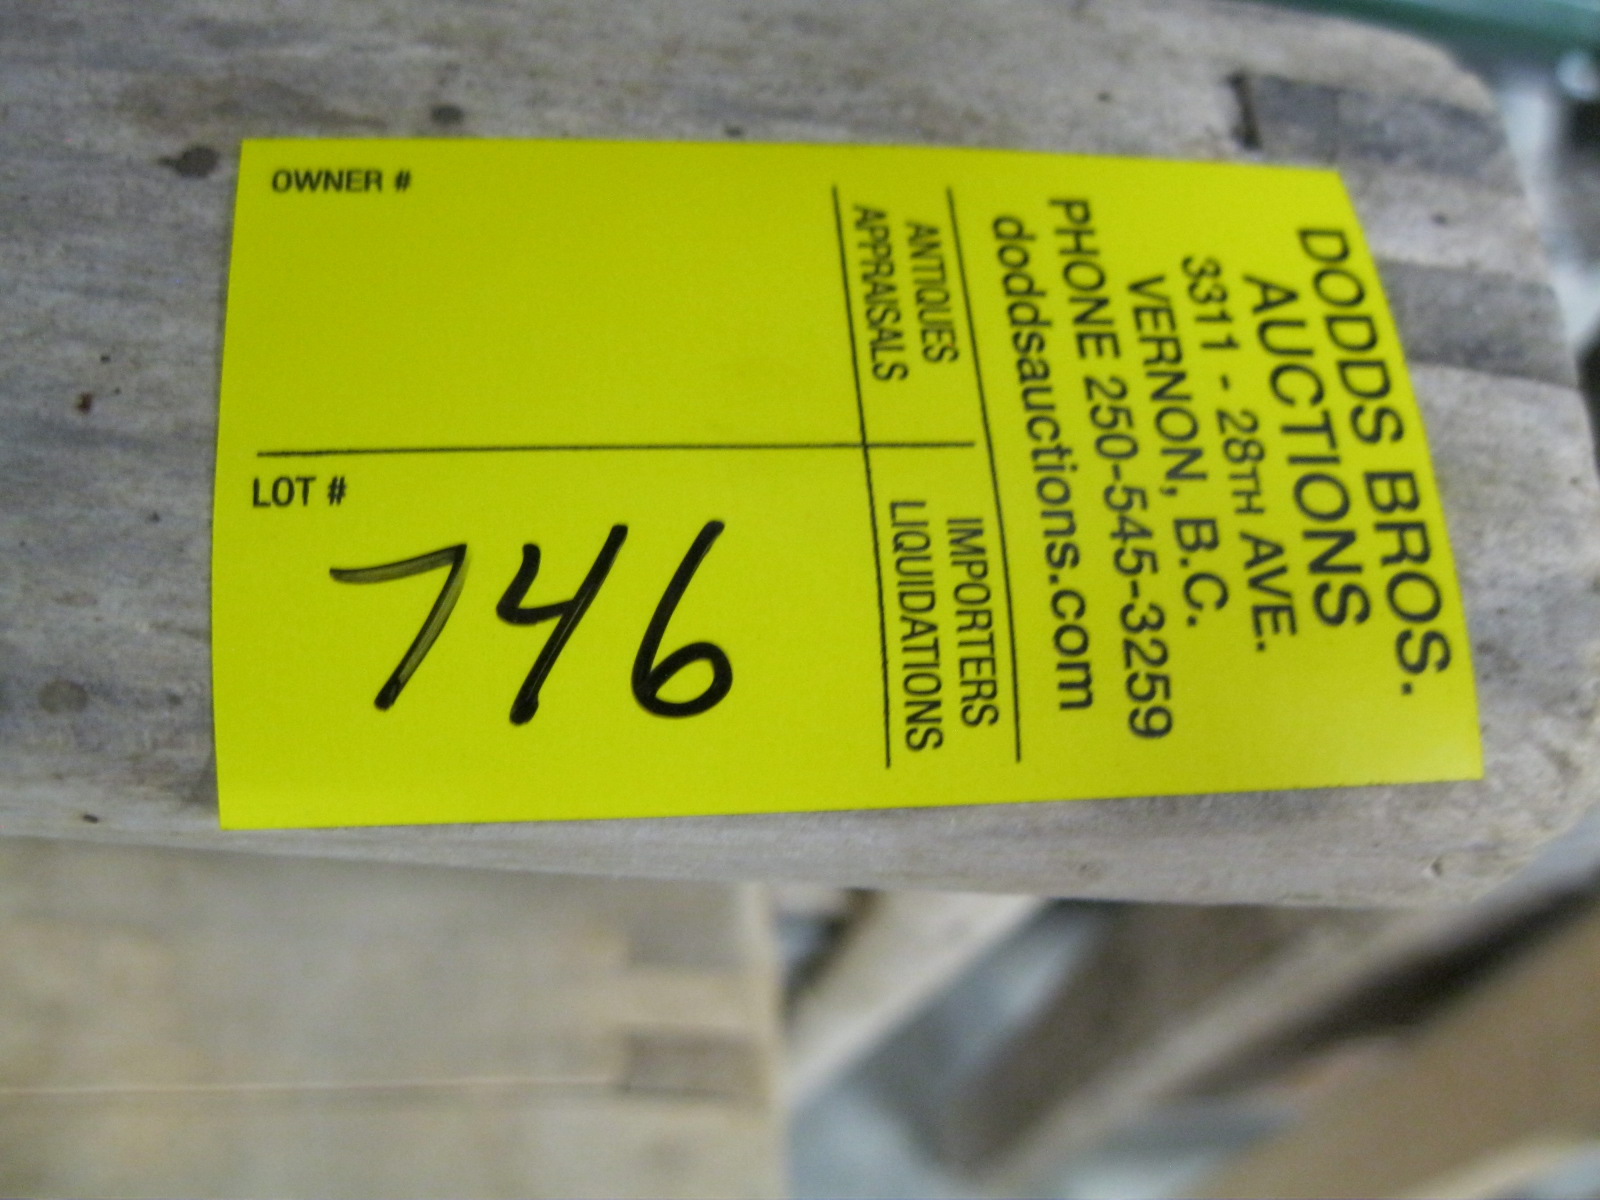 DODDS BROS.
AUCTIONS
3311 - 28TH AVE.
VERNON, B.C.
PHONE 250-545-3259
doddsauctions.com
ANTIQUES
APPRAISALS
IMPORTERS
LIQUIDATIONS
OWNER #
LOT #
746